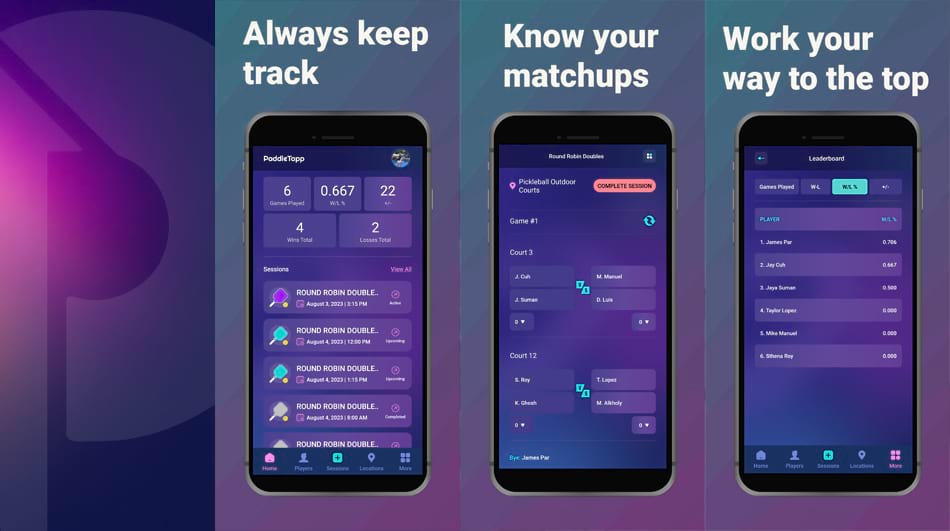 Always keep
track
PaddleTapp
6
Games Played
0.667
W/L %
22
+/-
4
Wins Total
2
Losses Total
Sessions
View All
ROUND ROBIN DOUBLE..
August 3, 2023 | 3:15 PM
Active
ROUND ROBIN DOUBLE..
August 4, 2023 | 12:00 PM
Upcoming
ROUND ROBIN DOUBLE..
August 4, 2023 | 1:15 PM
Upcoming
ROUND ROBIN DOUBLE..
August 4, 2023 | 8:00 AM
Completed
ROUND ROBIN DOUBLE..
Home Players Sessions Locations More
Know your
matchups
Round Robin Doubles
Pickleball Outdoor
Courts
COMPLETE SESSION
Game #1
Court 3
J. Cuh
M. Manuel
J. Suman
D. Luis
0
0
Court 12
S. Roy
T. Lopez
K. Ghosh
M. Alkholy
0
0
Bye: James Par
Work your
way to the top
Leaderboard
Games Played W-L W/L % +/-
PLAYER W/L %
1. James Par 0.706
2. Jay Cuh 0.667
3. Jaya Suman 0.500
4. Taylor Lopez 0.000
5. Mike Manuel 0.000
6. Sthena Roy 0.000
Home Players Sessions Locations More